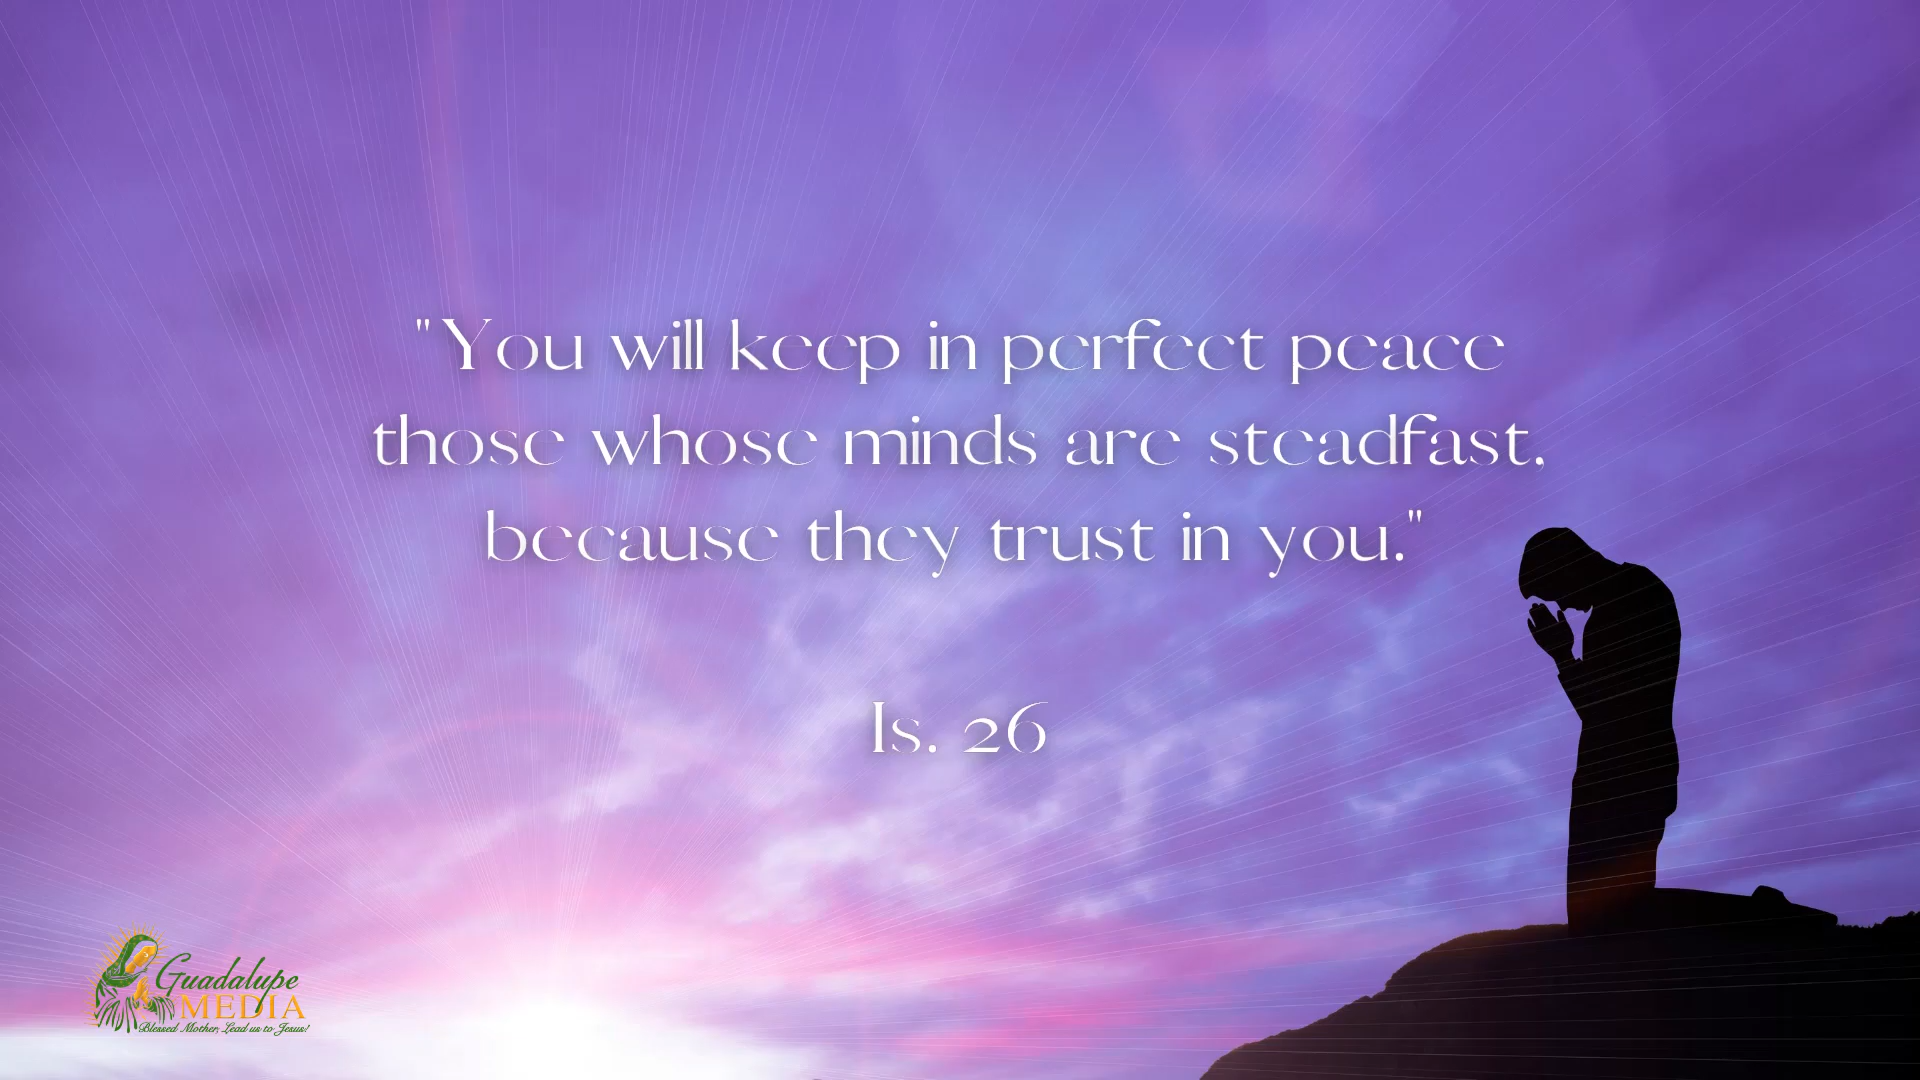 "You will keep in perfect peace
those whose minds are steadfast,
because they trust in you."
Is. 26
Guadalupe
MEDIA
Blessed Mother, Lead us to Jesus!